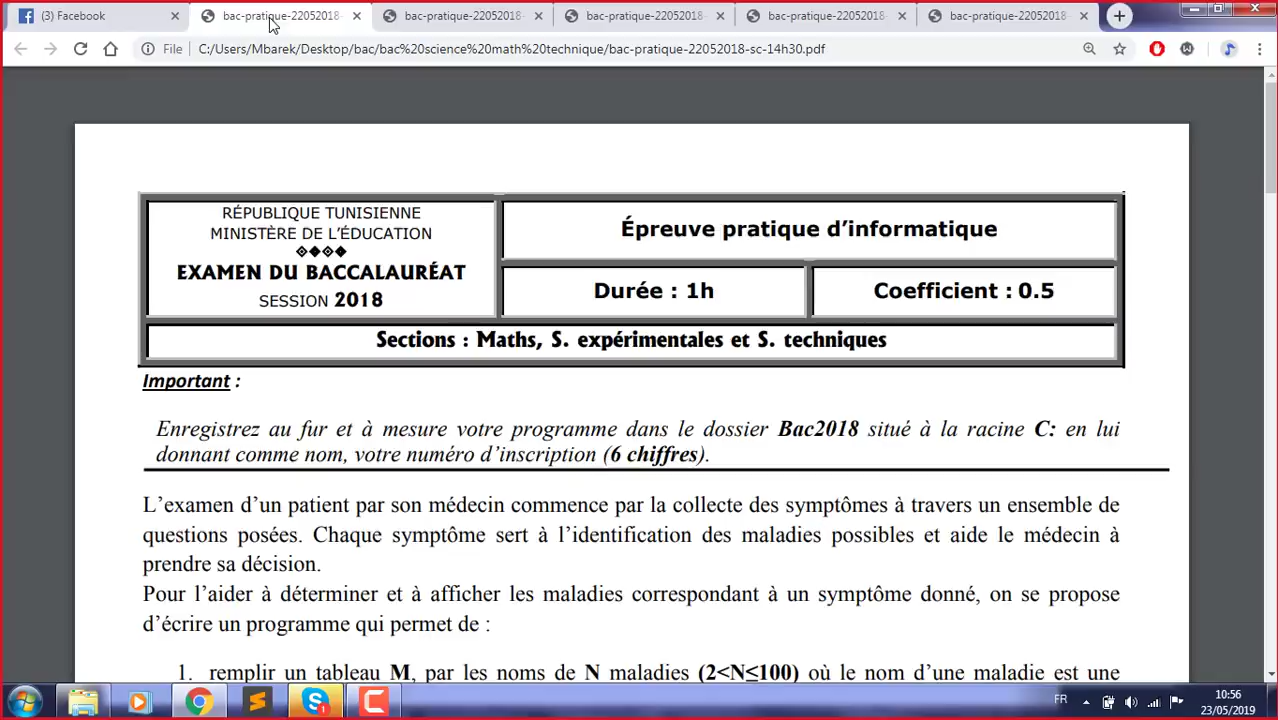 (3) Facebook
bac-pratique-22052018-
bac-pratique-22052018-
bac-pratique-22052018-
bac-pratique-22052018-
bac-pratique-22052018-
File
C:/Users/Mbarek/Desktop/bac/bac%20science%20math%20technique/bac-pratique-22052018-sc-14h30.pdf
RÉPUBLIQUE TUNISIENNE
MINISTÈRE DE L’ÉDUCATION
EXAMEN DU BACCALAURÉAT
SESSION 2018
Épreuve pratique d’informatique
Durée : 1h
Coefficient : 0.5
Sections : Maths, S. expérimentales et S. techniques
Important :
Enregistrez au fur et à mesure votre programme dans le dossier Bac2018 situé à la racine C: en lui
donnant comme nom, votre numéro d’inscription (6 chiffres).
L’examen d’un patient par son médecin commence par la collecte des symptômes à travers un ensemble de
questions posées. Chaque symptôme sert à l’identification des maladies possibles et aide le médecin à
prendre sa décision.
Pour l’aider à déterminer et à afficher les maladies correspondant à un symptôme donné, on se propose
d’écrire un programme qui permet de :
1. remplir un tableau M, par les noms de N maladies (2<N≤100) où le nom d’une maladie est une
1
FR
10:56
23/05/2019